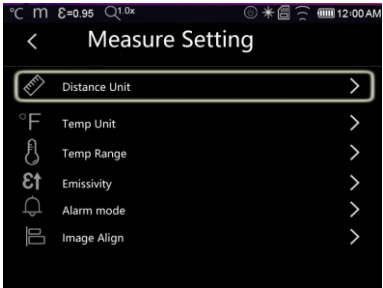 ℃ m ε=0.95 1.0x 12:00 AM
Measure Setting
Distance Unit
°F Temp Unit
Temp Range
ε↑ Emissivity
Alarm mode
Image Align